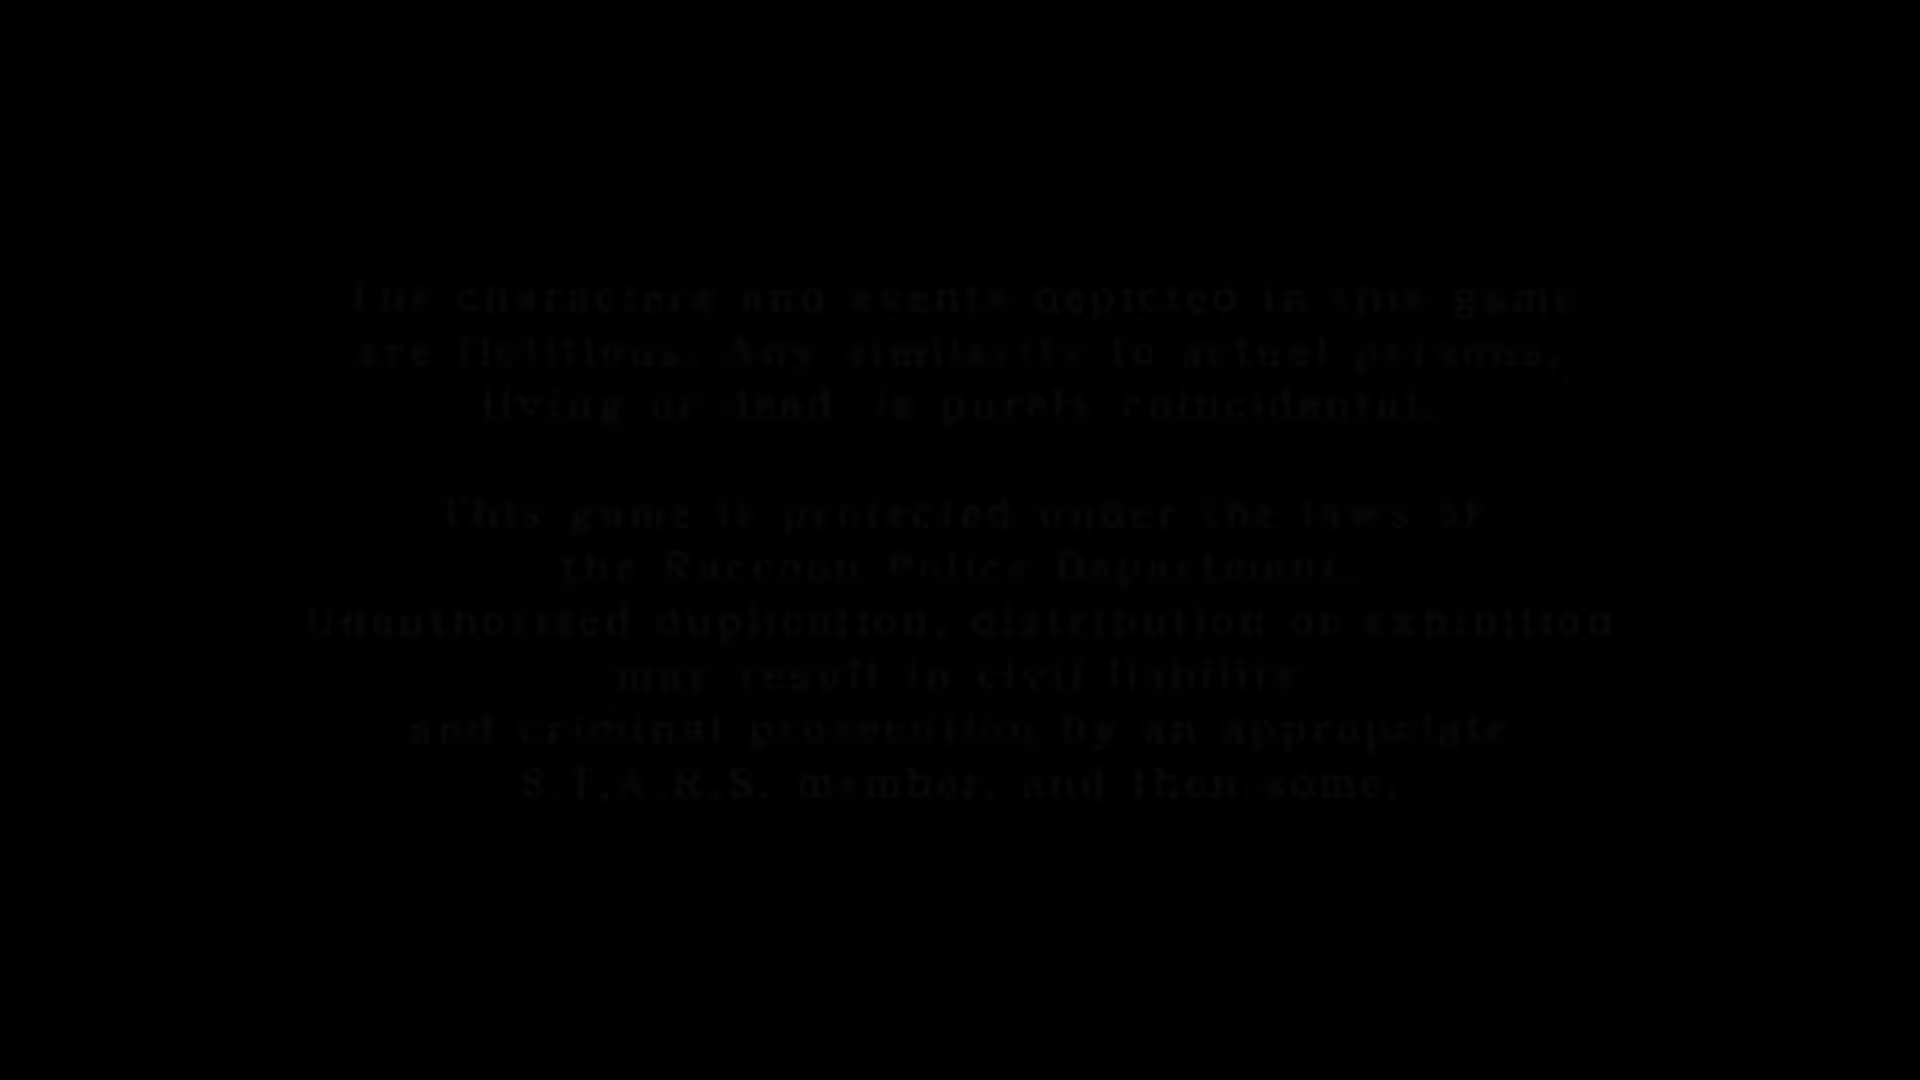 The characters and events depicted in this game
are fictitious. Any similarity to actual persons,
living or dead, is purely coincidental.
This game is protected under the laws of
the Raccoon Police Department.
Unauthorized duplication, distribution or exhibition
may result in civil liability
and criminal prosecution by an appropriate
S.T.A.R.S. member, and then some.